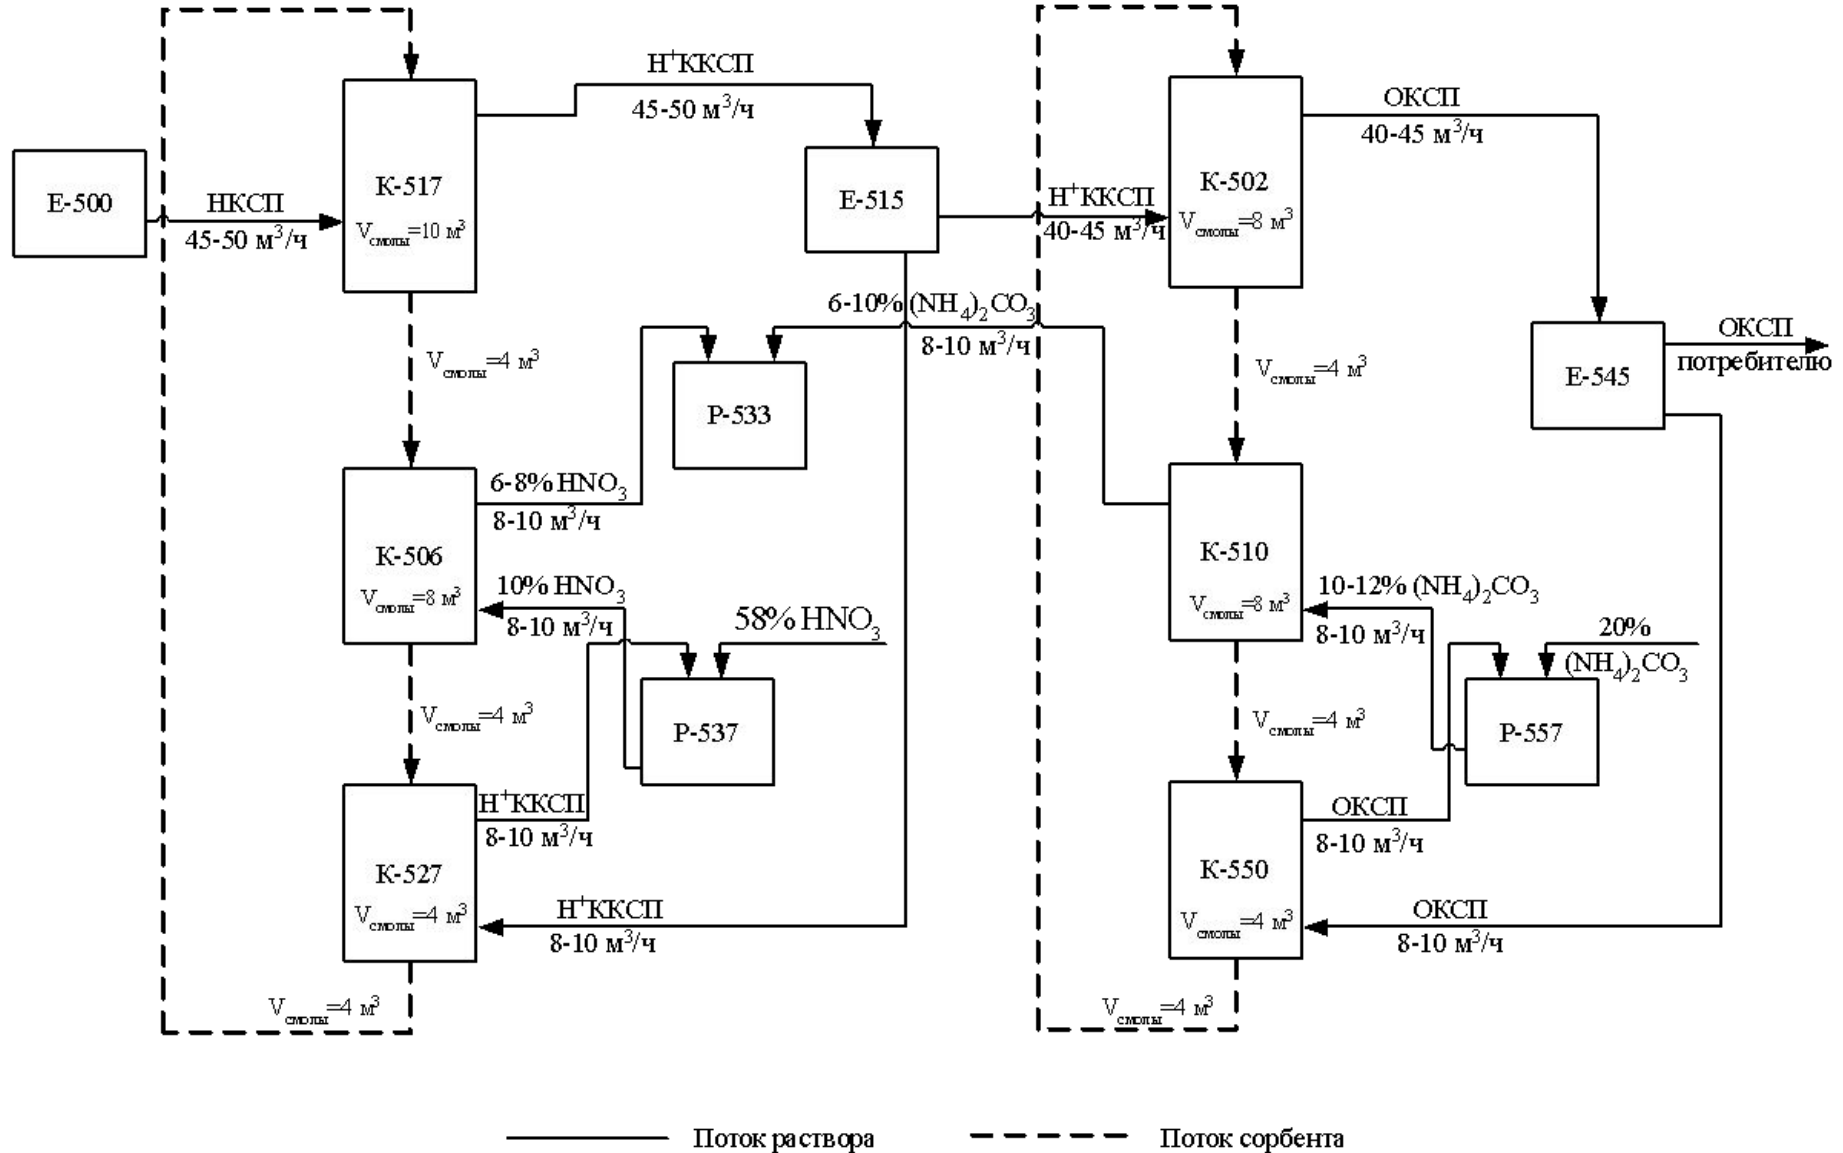 Н⁺ККСП
45-50 м³/ч
ОКСП
40-45 м³/ч
Е-500
НКСП
45-50 м³/ч
К-517
Vсмолы=10 м³
Е-515
Н⁺ККСП
40-45 м³/ч
К-502
Vсмолы=8 м³
6-10% (NH₄)₂CO₃
8-10 м³/ч
Vсмолы=4 м³
Vсмолы=4 м³
Р-533
Е-545
ОКСП
потребителю
6-8% HNO₃
8-10 м³/ч
К-506
Vсмолы=8 м³
10% HNO₃
8-10 м³/ч
58% HNO₃
К-510
Vсмолы=8 м³
10-12% (NH₄)₂CO₃
8-10 м³/ч
20%
(NH₄)₂CO₃
Vсмолы=4 м³
Р-537
Vсмолы=4 м³
Р-557
Н⁺ККСП
8-10 м³/ч
ОКСП
8-10 м³/ч
К-527
Vсмолы=4 м³
Н⁺ККСП
8-10 м³/ч
К-550
Vсмолы=4 м³
ОКСП
8-10 м³/ч
Vсмолы=4 м³
Vсмолы=4 м³
Поток раствора
Поток сорбента